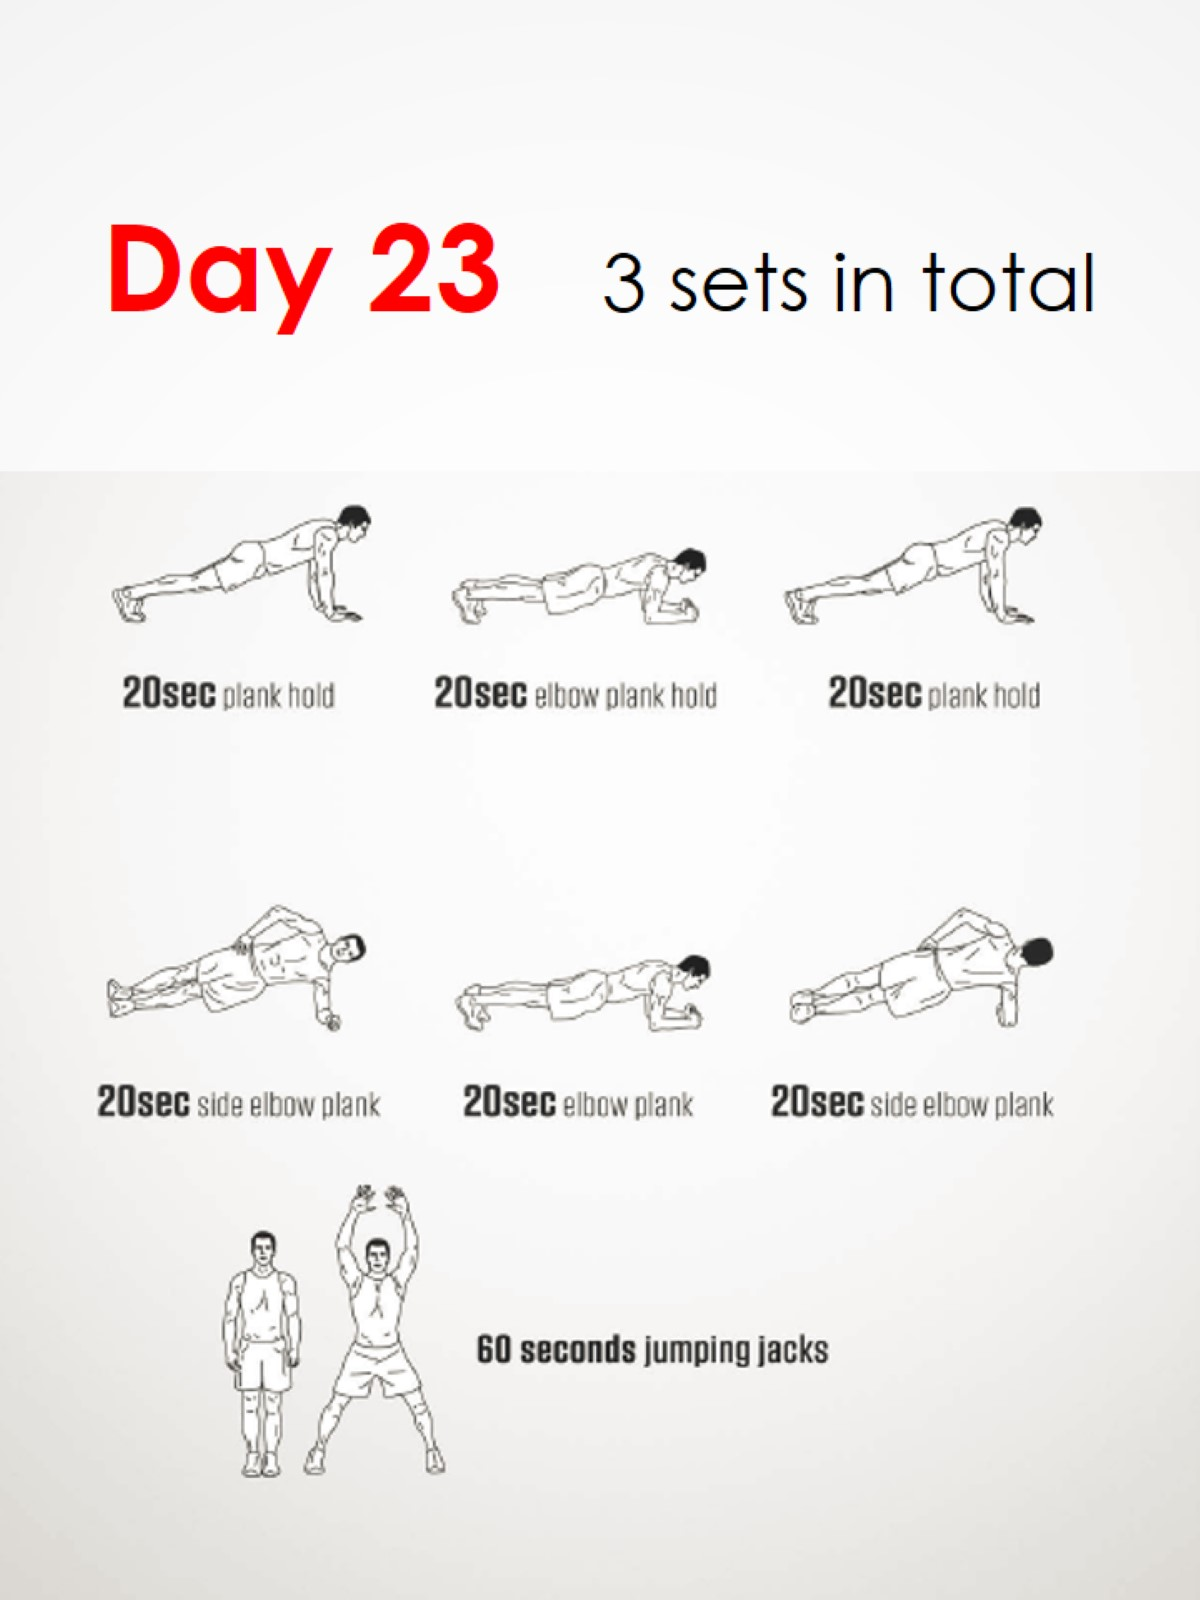 Day 23 3 sets in total
20sec plank hold 20sec elbow plank hold 20sec plank hold
20sec side elbow plank 20sec elbow plank 20sec side elbow plank
60 seconds jumping jacks